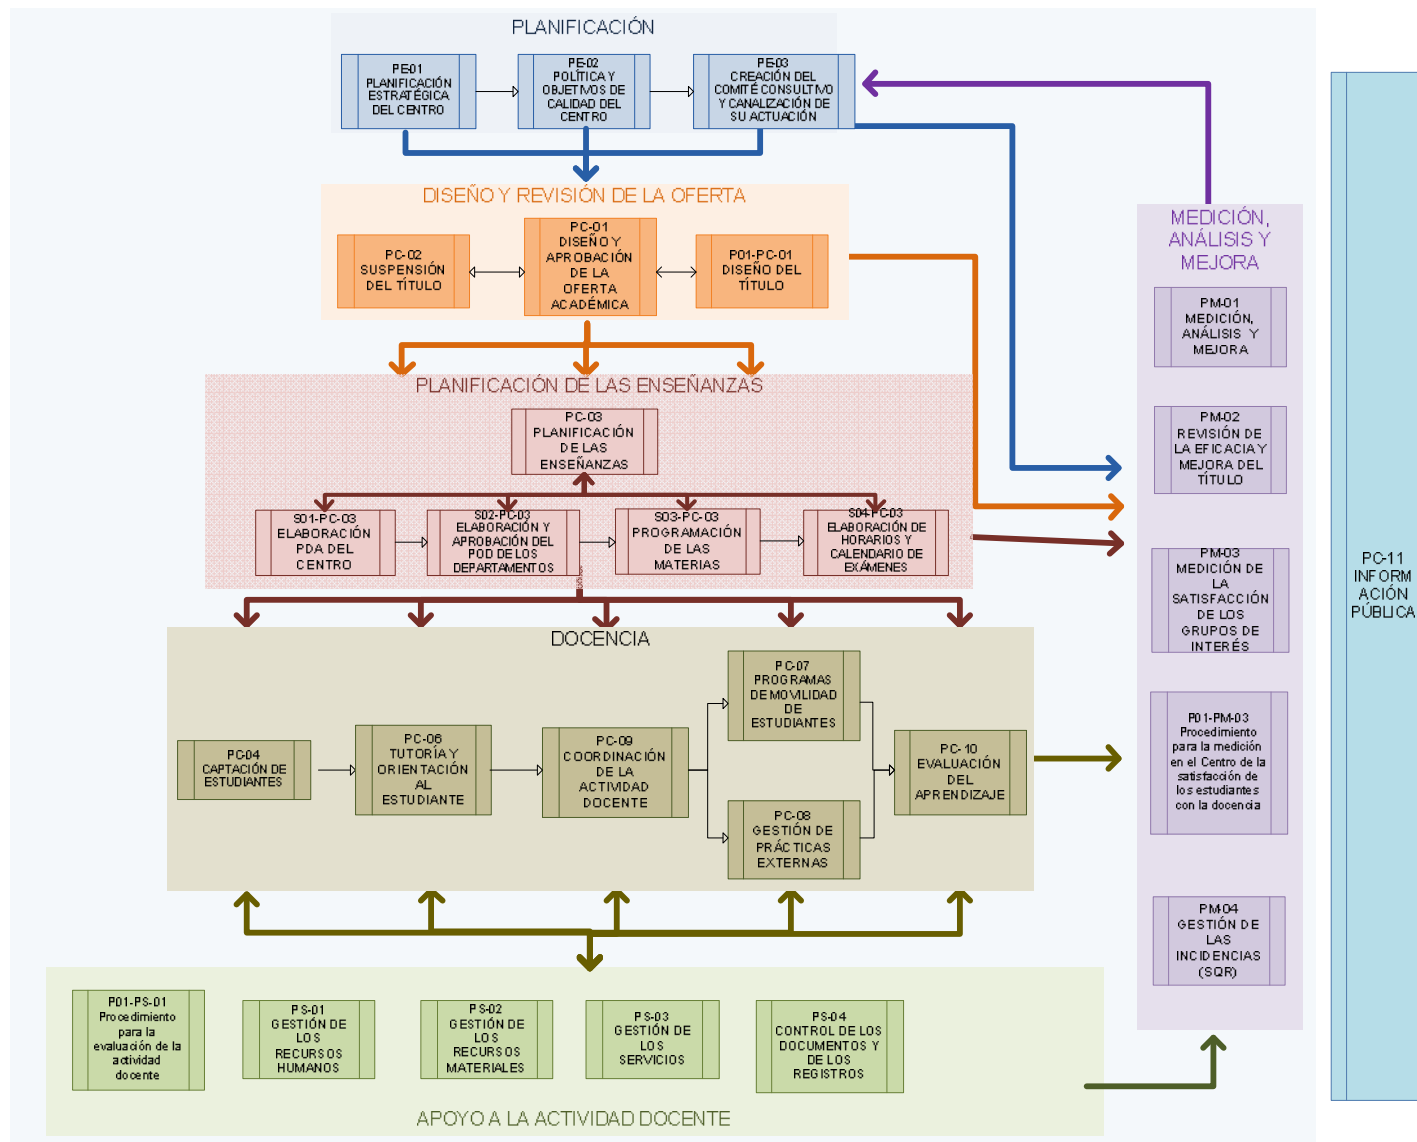 PLANIFICACIÓN
PE-01
PLANIFICACIÓN
ESTRATÉGICA
DEL CENTRO
PE-02
POLÍTICA Y
OBJETIVOS DE
CALIDAD DEL
CENTRO
PE-03
CREACIÓN DEL
COMITÉ CONSULTIVO
Y CANALIZACIÓN DE
SU ACTUACIÓN
DISEÑO Y REVISIÓN DE LA OFERTA
PC-02
SUSPENSIÓN
DEL TÍTULO
PC-01
DISEÑO Y
APROBACIÓN
DE LA
OFERTA
ACADÉMICA
P01-PC-01
DISEÑO DEL
TÍTULO
PLANIFICACIÓN DE LAS ENSEÑANZAS
PC-03
PLANIFICACIÓN
DE LAS
ENSEÑANZAS
S01-PC-03
ELABORACIÓN
PDA DEL
CENTRO
S02-PC-03
ELABORACIÓN Y
APROBACIÓN DEL
POD DE LOS
DEPARTAMENTOS
S03-PC-03
PROGRAMACIÓN
DE LAS
MATERIAS
S04-PC-03
ELABORACIÓN DE
HORARIOS Y
CALENDARIO DE
EXÁMENES
DOCENCIA
PC-04
CAPTACIÓN DE
ESTUDIANTES
PC-06
TUTORÍA Y
ORIENTACIÓN
AL
ESTUDIANTE
PC-09
COORDINACIÓN
DE LA
ACTIVIDAD
DOCENTE
PC-07
PROGRAMAS
DE MOVILIDAD
DE
ESTUDIANTES
PC-08
GESTIÓN DE
PRÁCTICAS
EXTERNAS
PC-10
EVALUACIÓN
DEL
APRENDIZAJE
P01-PS-01
Procedimiento
para la
evaluación de la
actividad
docente
PS-01
GESTIÓN DE
LOS
RECURSOS
HUMANOS
PS-02
GESTIÓN DE
LOS
RECURSOS
MATERIALES
PS-03
GESTIÓN DE
LOS
SERVICIOS
PS-04
CONTROL DE LOS
DOCUMENTOS Y
DE LOS
REGISTROS
APOYO A LA ACTIVIDAD DOCENTE
MEDICIÓN,
ANÁLISIS Y
MEJORA
PM-01
MEDICIÓN,
ANÁLISIS Y
MEJORA
PM-02
REVISIÓN DE
LA EFICACIA Y
MEJORA DEL
TÍTULO
PM-03
MEDICIÓN DE
LA
SATISFACCIÓN
DE LOS
GRUPOS DE
INTERÉS
P01-PM-03
Procedimiento
para la medición
en el Centro de la
satisfacción de
los estudiantes
con la docencia
PM-04
GESTIÓN DE
LAS
INCIDENCIAS
(SQR)
PC-11
INFORM
ACIÓN
PÚBLICA